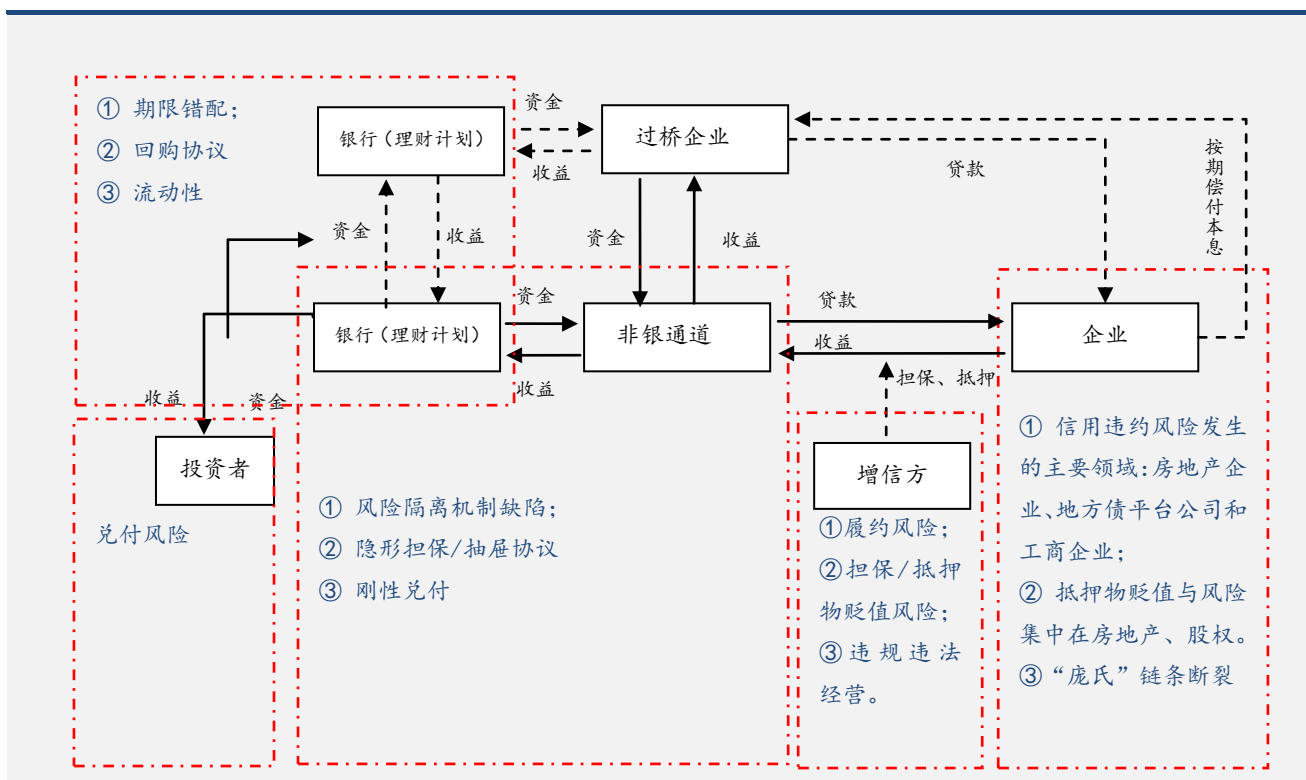 ① 期限错配；
② 回购协议
③ 流动性
银行（理财计划）
资金
收益
过桥企业
贷款
按期偿付本息
资金
收益
资金
收益
银行（理财计划）
资金
收益
非银通道
贷款
收益
企业
担保、抵押
收益
资金
投资者
兑付风险
① 风险隔离机制缺陷；
② 隐形担保/抽屉协议
③ 刚性兑付
增信方
①履约风险；
②担保/抵押
物贬值风险；
③违规违法
经营。
① 信用违约风险发生
的主要领域：房地产企
业、地方债平台公司和
工商企业；
② 抵押物贬值与风险
集中在房地产、股权。
③“庞氏”链条断裂